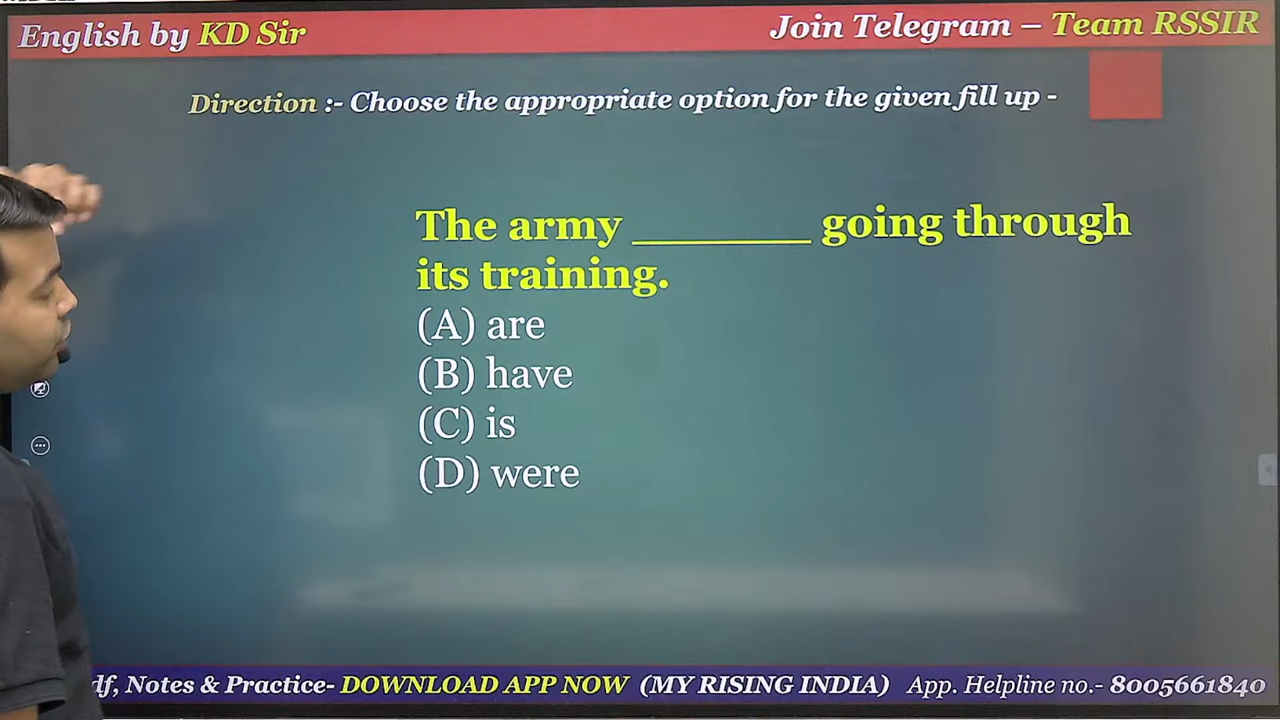 English by KD Sir
Join Telegram – Team RSSIR
Direction :- Choose the appropriate option for the given fill up -
The army _______ going through
its training.
(A) are
(B) have
(C) is
(D) were
Notes & Practice- DOWNLOAD APP NOW (MY RISING INDIA) App. Helpline no.- 8005661840